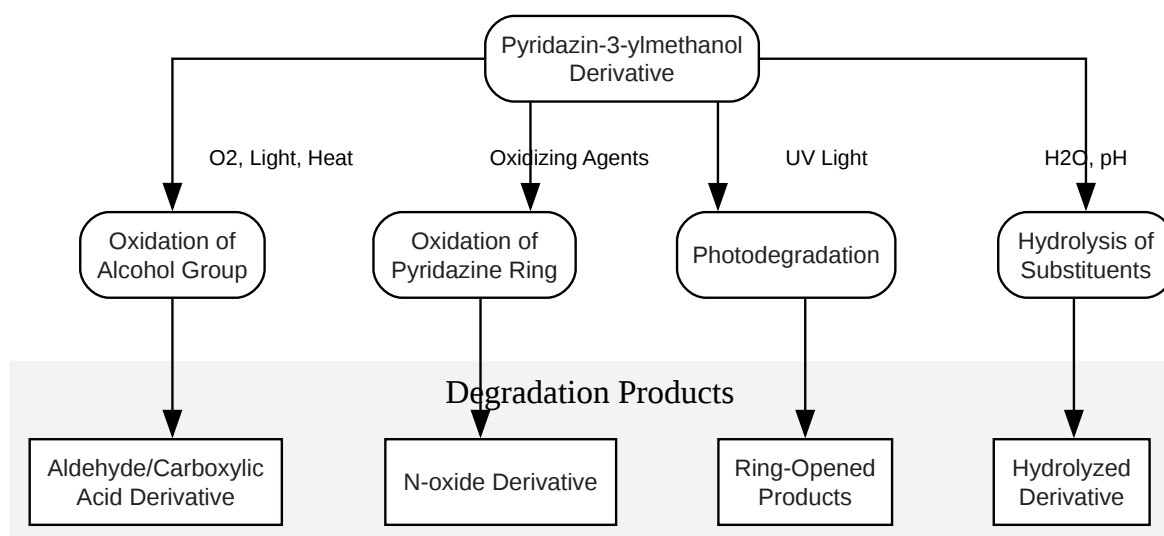 Pyridazin-3-ylmethanol
Derivative
O2, Light, Heat
Oxidizing Agents
UV Light
H2O, pH
Oxidation of
Alcohol Group
Oxidation of
Pyridazine Ring
Photodegradation
Hydrolysis of
Substituents
Degradation Products
Aldehyde/Carboxylic
Acid Derivative
N-oxide Derivative
Ring-Opened
Products
Hydrolyzed
Derivative